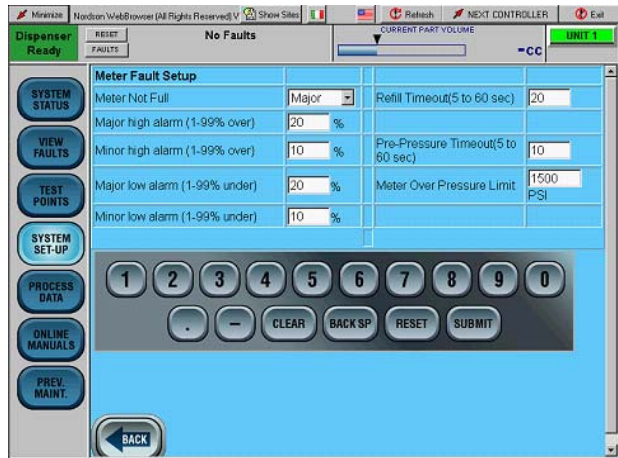 Minimize
Nordson WebBrowser (All Rights Reserved) V
Show Sites
Refresh
NEXT CONTROLLER
Exit
Dispenser
Ready
RESET
FAULTS
No Faults
CURRENT PART VOLUME
-CC
UNIT 1
SYSTEM
STATUS
VIEW
FAULTS
TEST
POINTS
SYSTEM
SET-UP
PROCESS
DATA
ONLINE
MANUALS
PREV.
MAINT.
Meter Fault Setup
Meter Not Full Major Refill Timeout(5 to 60 sec) 20
Major high alarm (1-99% over) 20 %
Minor high alarm (1-99% over) 10 % Pre-Pressure Timeout(5 to
60 sec) 10
Major low alarm (1-99% under) 20 % Meter Over Pressure Limit 1500
PSI
Minor low alarm (1-99% under) 10 %
1 2 3 4 5 6 7 8 9 0
. - CLEAR BACK SP RESET SUBMIT
BACK